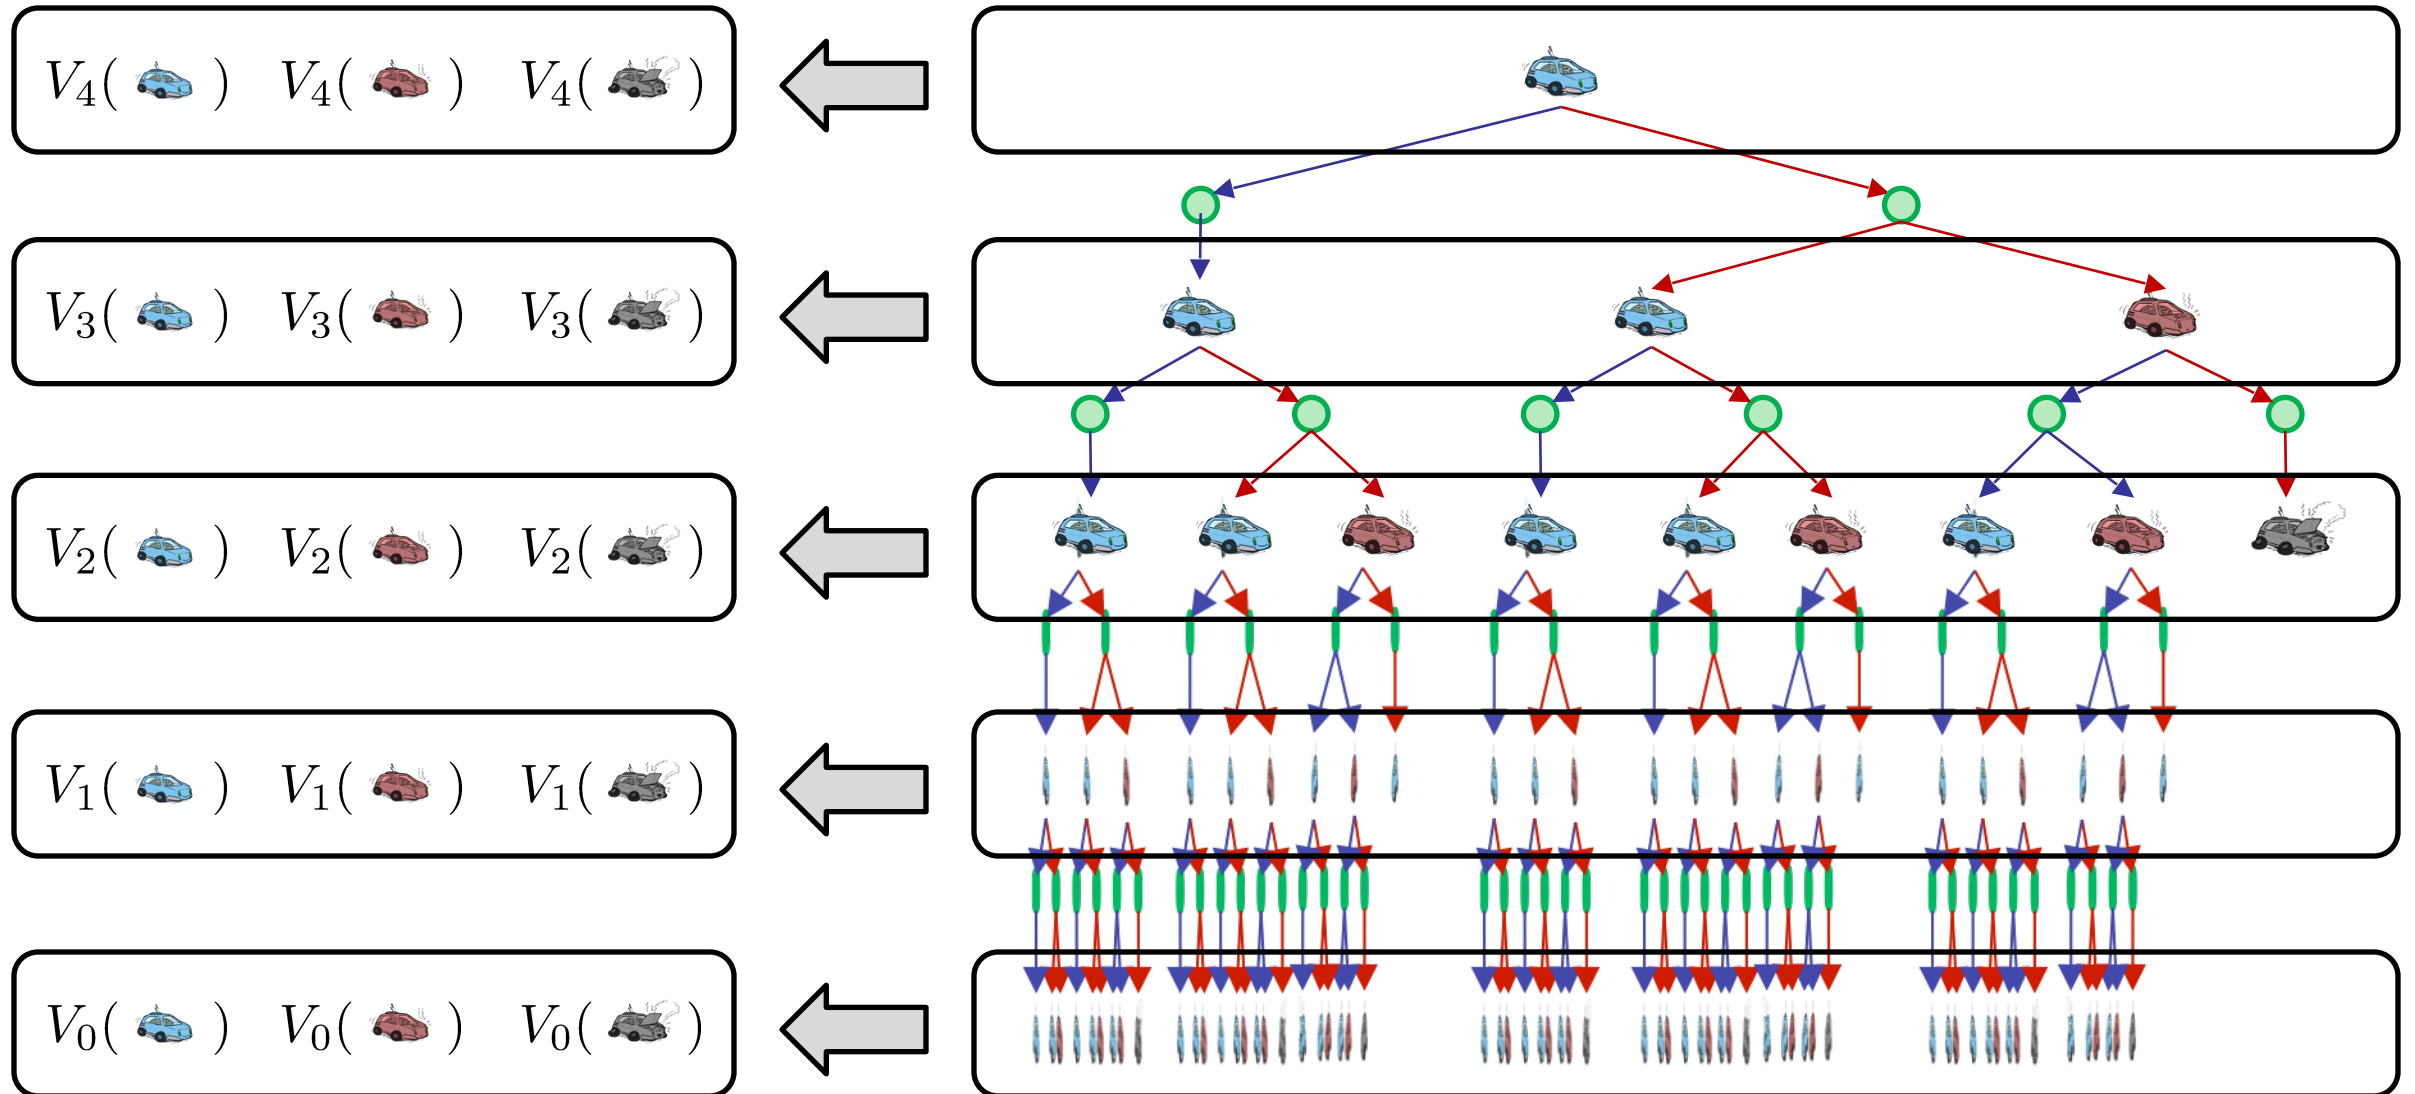 V4( ) V4( ) V4( )
V3( ) V3( ) V3( )
V2( ) V2( ) V2( )
V1( ) V1( ) V1( )
V0( ) V0( ) V0( )